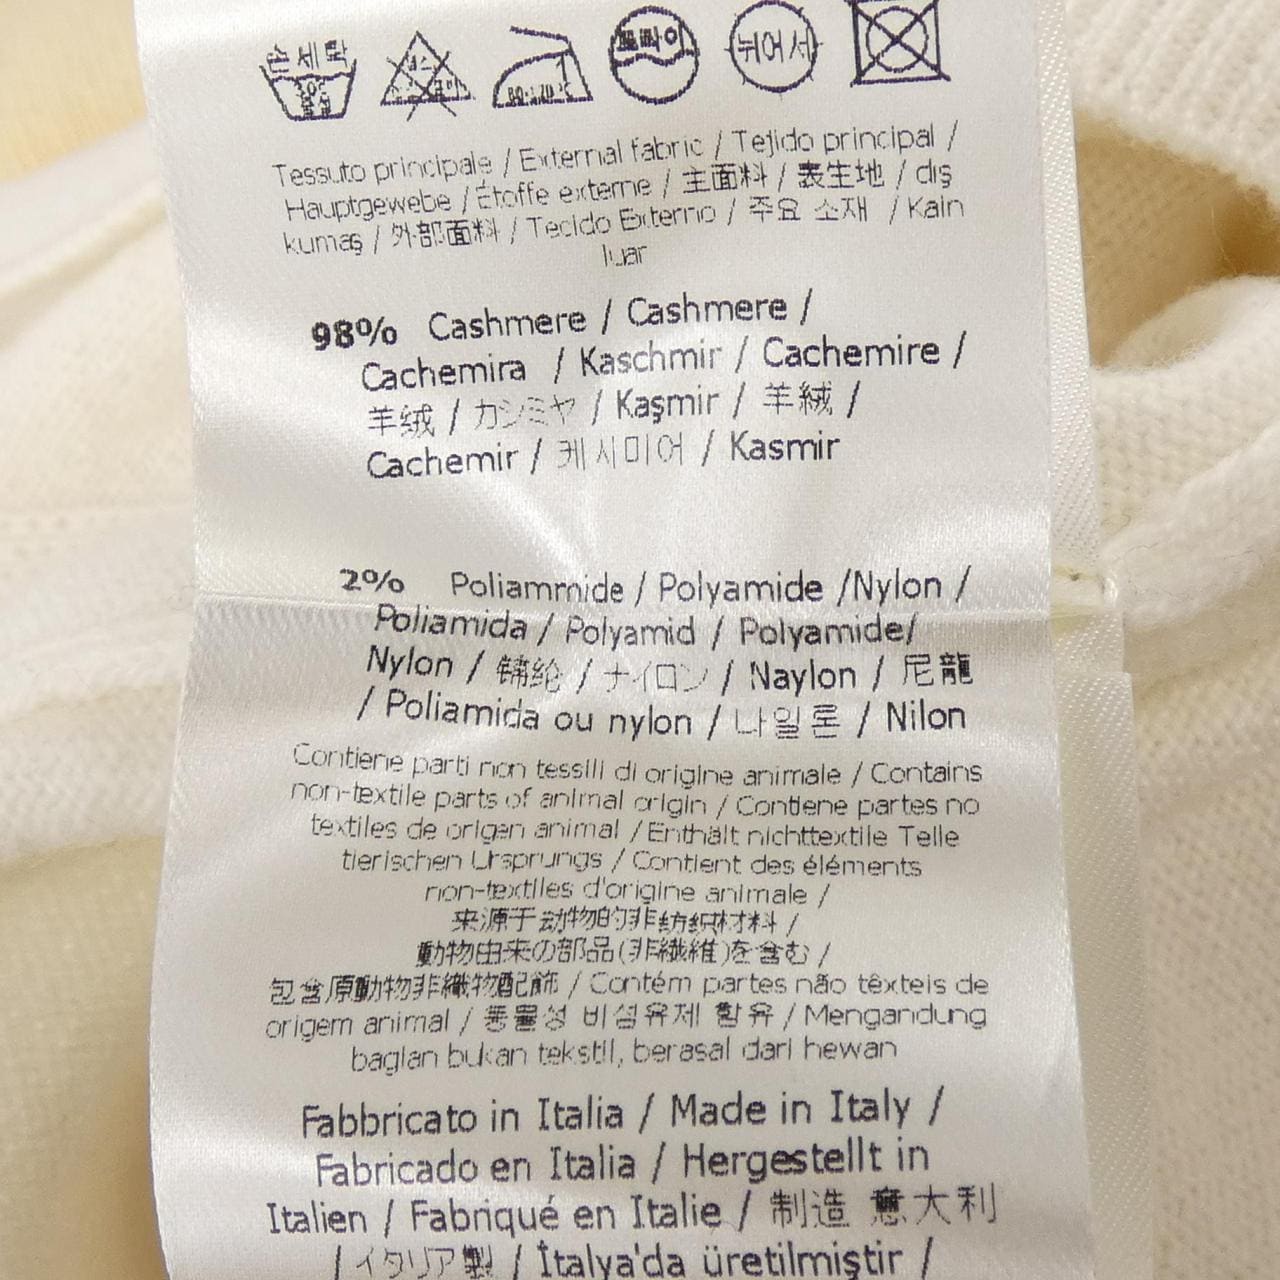 손세탁
80-120℃
드라이
뉘어서
Tessuto principale / External fabric / Tejido principal /
Hauptgewebe / Étoffe externe / 主面料 / 表生地 / dış
kumaş / 外部面料 / Tecido Externo / 주요 소재 / Kain
luar
98% Cashmere / Cashmere /
Cachemira / Kaschmir / Cachemire /
羊绒 / カシミヤ / Kaşmir / 羊絨 /
Cachemir / 케시미어 / Kasmir
2% Poliammide / Polyamide /Nylon /
Poliamida / Polyamid / Polyamide/
Nylon / 锦纶 / ナイロン / Naylon / 尼龍
/ Poliamida ou nylon / 나일론 / Nilon
Contiene parti non tessili di origine animale / Contains
non-textile parts of animal origin / Contiene partes no
textiles de origen animal / Enthält nichttextile Teile
tierischen Ursprungs / Contient des éléments
non-textiles d'origine animale /
来源于动物的非纺织材料 /
動物由来の部品(非繊維)を含む /
包含原動物非織物配飾 / Contém partes não têxteis de
origem animal / 동물성 비섬유제 함유 / Mengandung
bagian bukan tekstil, berasal dari hewan
Fabbricato in Italia / Made in Italy /
Fabricado en Italia / Hergestellt in
Italien / Fabriqué en Italie / 制造 意大利
/ イタリア製 / İtalya'da üretilmiştir /